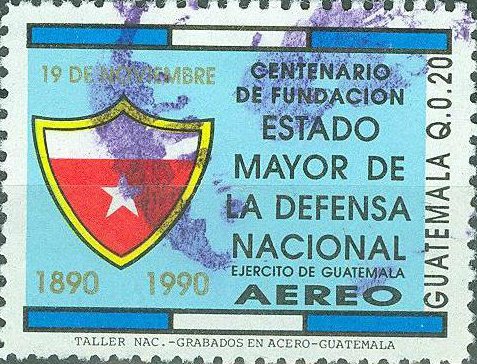 19 DE NOVIEMBRE
CENTENARIO
DE FUNDACION
ESTADO
MAYOR DE
LA DEFENSA
NACIONAL
EJERCITO DE GUATEMALA
AEREO
1890 1990
GUATEMALA Q.0.20
TALLER NAC.-GRABADOS EN ACERO-GUATEMALA